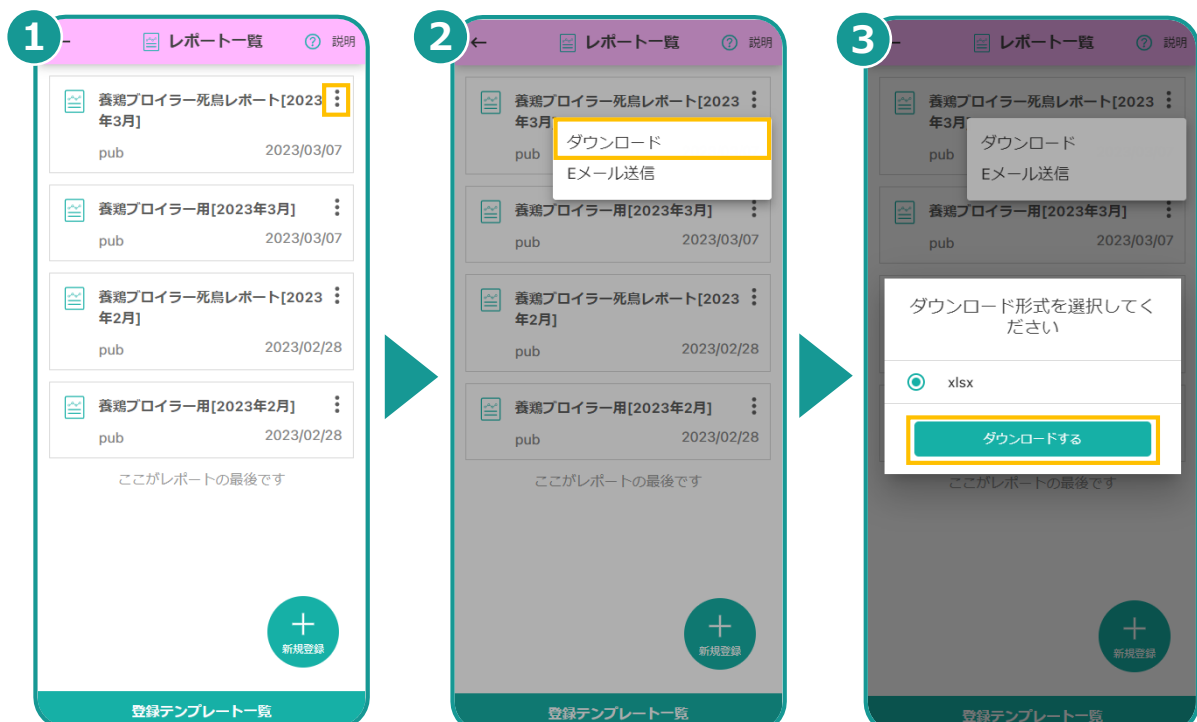 1
レポート一覧
説明
養鶏ブロイラー死鳥レポート[2023
年3月]
pub
2023/03/07
養鶏ブロイラー用[2023年3月]
pub
2023/03/07
養鶏ブロイラー死鳥レポート[2023
年2月]
pub
2023/02/28
養鶏ブロイラー用[2023年2月]
pub
2023/02/28
ここがレポートの最後です
新規登録
登録テンプレート一覧
2
レポート一覧
説明
養鶏ブロイラー死鳥レポート[2023
年3月
ダウンロード
pub
Eメール送信
養鶏ブロイラー用[2023年3月]
pub
2023/03/07
養鶏ブロイラー死鳥レポート[2023
年2月]
pub
2023/02/28
養鶏ブロイラー用[2023年2月]
pub
2023/02/28
ここがレポートの最後です
新規登録
登録テンプレート一覧
3
レポート一覧
説明
養鶏ブロイラー死鳥レポート[2023
年3月
ダウンロード
pub
Eメール送信
養鶏ブロイラー用[2023年3月]
pub
2023/03/07
ダウンロード形式を選択してく
ださい
xlsx
ダウンロードする
ここがレポートの最後です
新規登録
登録テンプレート一覧